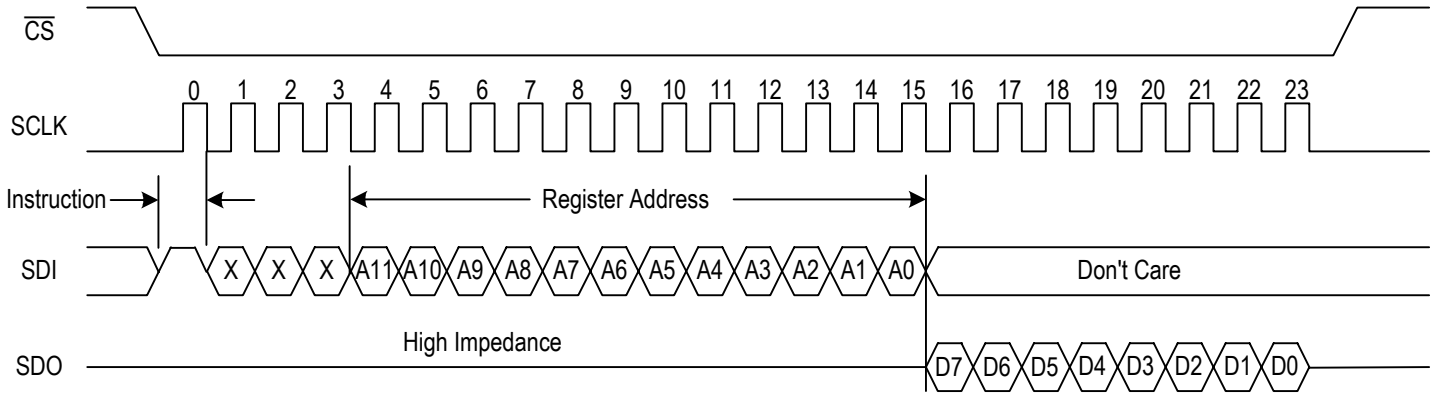 CS
0 1 2 3 4 5 6 7 8 9 10 11 12 13 14 15 16 17 18 19 20 21 22 23
SCLK
Instruction
Register Address
SDI
X X X A11 A10 A9 A8 A7 A6 A5 A4 A3 A2 A1 A0 Don't Care
High Impedance
SDO
D7 D6 D5 D4 D3 D2 D1 D0